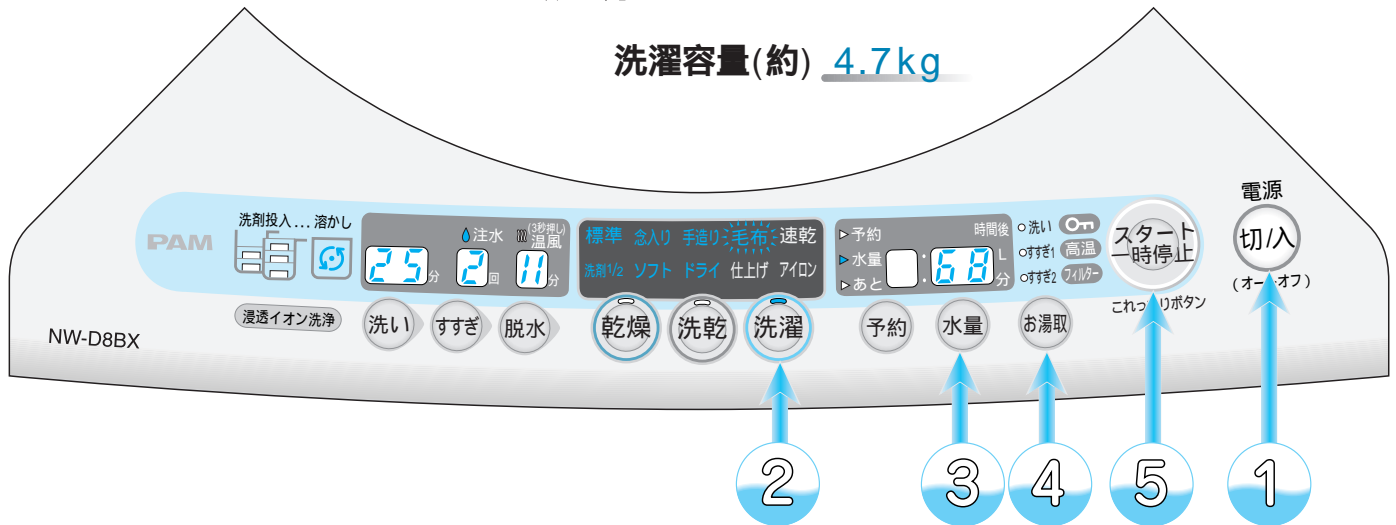 洗濯容量(約) 4.7kg
電源
切/入
(オートオフ)
PAM
洗剤投入...溶かし
浸透イオン洗浄
NW-D8BX
注水
(3秒押し)
温風
25分 2回 11分
洗い すすぎ 脱水
標準 念入り 手造り 毛布 速乾
洗剤1/2 ソフト ドライ 仕上げ アイロン
乾燥 洗乾 洗濯
予約 時間後
水量 68 L
あと 分
予約 水量 お湯取
洗い
すすぎ1 高温
すすぎ2 フィルター
スタート
一時停止
2 3 4 5 1